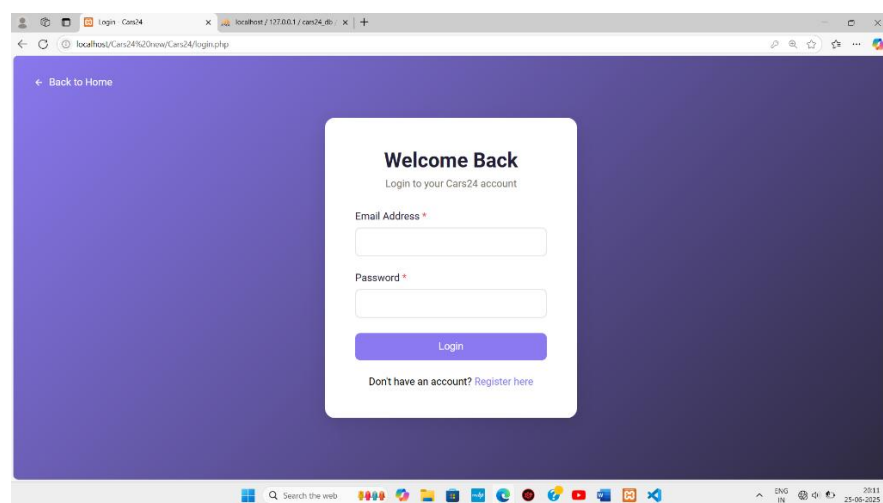 Login - Cars24
localhost / 127.0.0.1 / cars24_db /
localhost/Cars24%20new/Cars24/login.php
← Back to Home
Welcome Back
Login to your Cars24 account
Email Address *
Password *
Login
Don't have an account? Register here
Search the web
ENG
IN
20:11
25-06-2025